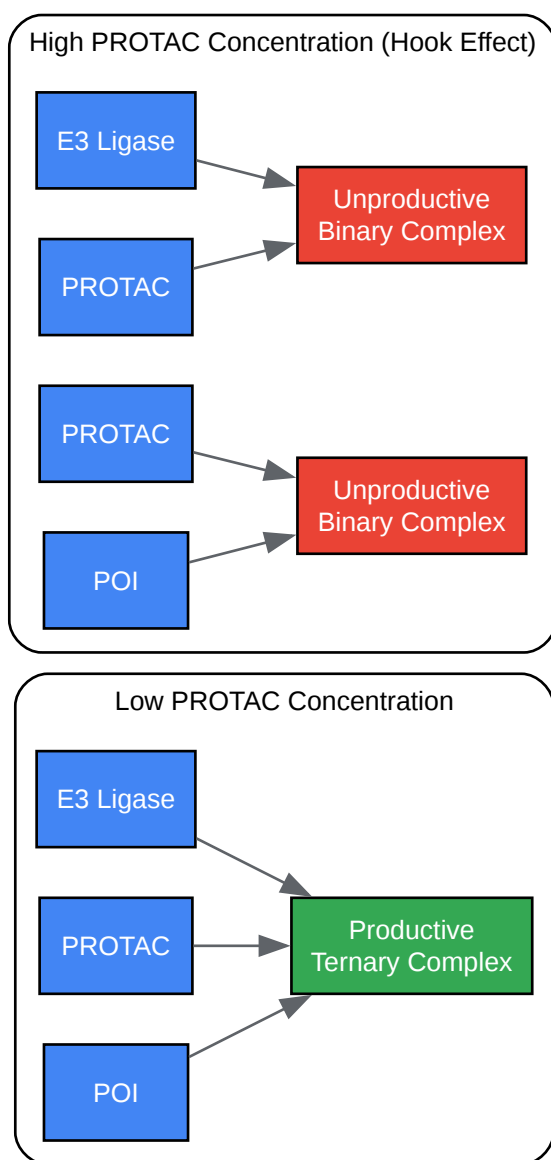 High PROTAC Concentration (Hook Effect)
E3 Ligase
PROTAC
Unproductive
Binary Complex
PROTAC
POI
Unproductive
Binary Complex
Low PROTAC Concentration
E3 Ligase
PROTAC
POI
Productive
Ternary Complex